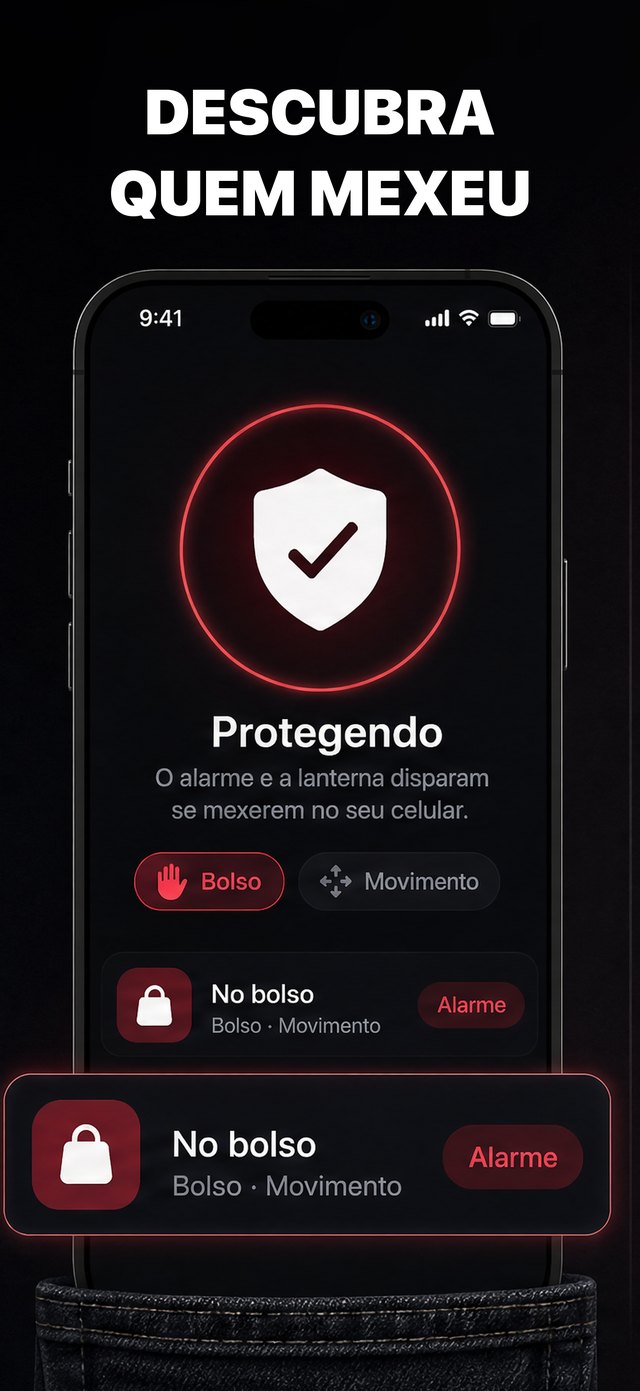 DESCUBRA
QUEM MEXEU
9:41
Protegendo
O alarme e a lanterna disparam
se mexerem no seu celular.
Bolso
Movimento
No bolso
Bolso · Movimento
Alarme
No bolso
Bolso · Movimento
Alarme